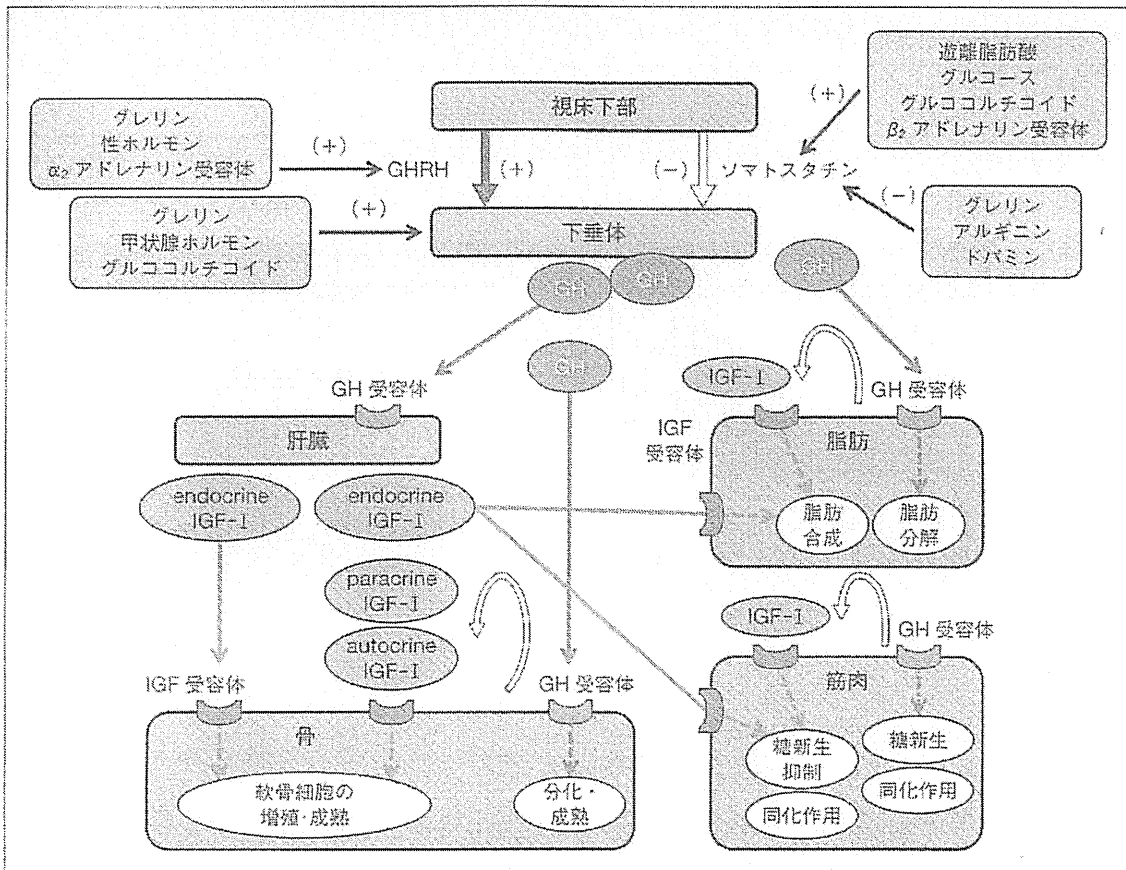 遊離脂肪酸
グルコース
グルココルチコイド
β₂ アドレナリン受容体
(+)
視床下部
グレリン
性ホルモン
α₂ アドレナリン受容体
(+)
GHRH
(+)
(−)
ソマトスタチン
(−)
グレリン
アルギニン
ドパミン
グレリン
甲状腺ホルモン
グルココルチコイド
(+)
下垂体
GH
GH
GH
GH
GH 受容体
肝臓
endocrine
IGF-I
endocrine
IGF-I
paracrine
IGF-I
autocrine
IGF-I
IGF 受容体
GH 受容体
骨
軟骨細胞の
増殖・成熟
分化・
成熟
IGF-I
GH 受容体
IGF
受容体
脂肪
脂肪
合成
脂肪
分解
IGF-I
GH 受容体
筋肉
糖新生
抑制
同化作用
糖新生
同化作用